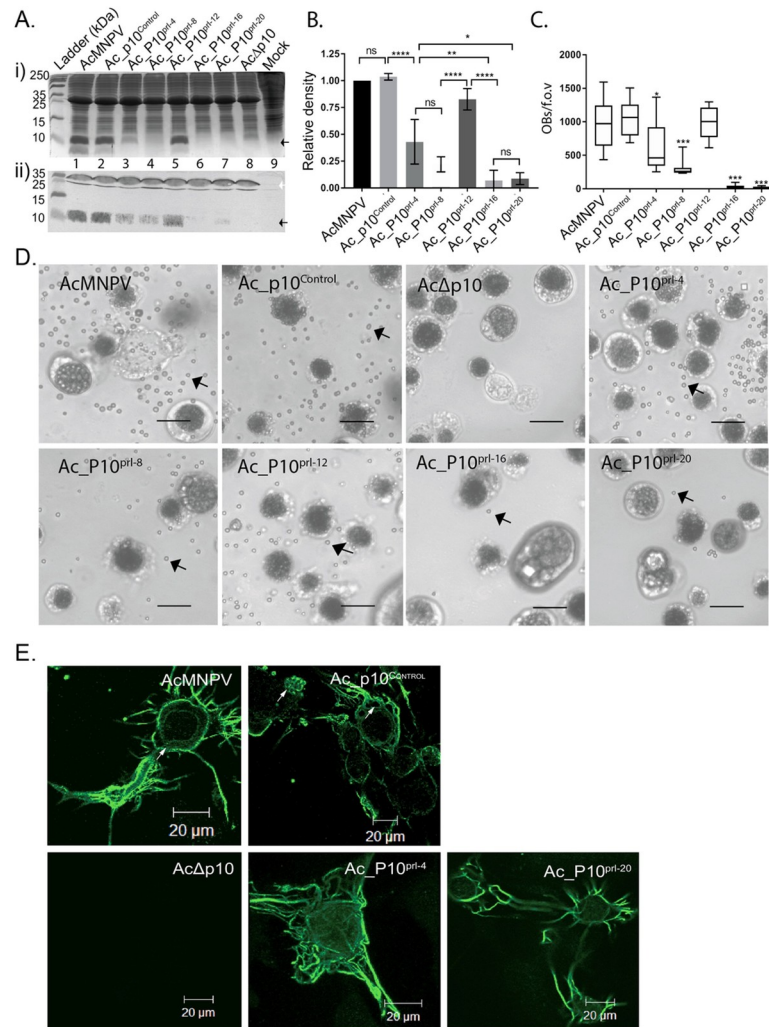 A.
Ladder (kDa)
AcMNPV
Ac_p10Control
Ac_P10prl-4
Ac_P10prl-8
Ac_P10prl-12
Ac_P10prl-16
Ac_P10prl-20
AcΔp10
Mock
i)
250
35
25
15
10
1 2 3 4 5 6 7 8 9
ii)
35
25
10
B.
Relative density
1.25
1.00
0.75
0.50
0.25
0.00
ns
****
*
**
****
****
ns
ns
AcMNPV
Ac_p10Control
Ac_P10prl-4
Ac_P10prl-8
Ac_P10prl-12
Ac_P10prl-16
Ac_P10prl-20
C.
OBs/f.o.v
2000
1500
1000
500
0
*
***
***
***
AcMNPV
Ac_p10Control
Ac_P10prl-4
Ac_P10prl-8
Ac_P10prl-12
Ac_P10prl-16
Ac_P10prl-20
D.
AcMNPV
Ac_p10Control
AcΔp10
Ac_P10prl-4
Ac_P10prl-8
Ac_P10prl-12
Ac_P10prl-16
Ac_P10prl-20
E.
AcMNPV
20 µm
Ac_p10CONTROL
20 µm
AcΔp10
20 µm
Ac_P10prl-4
20 µm
Ac_P10prl-20
20 µm